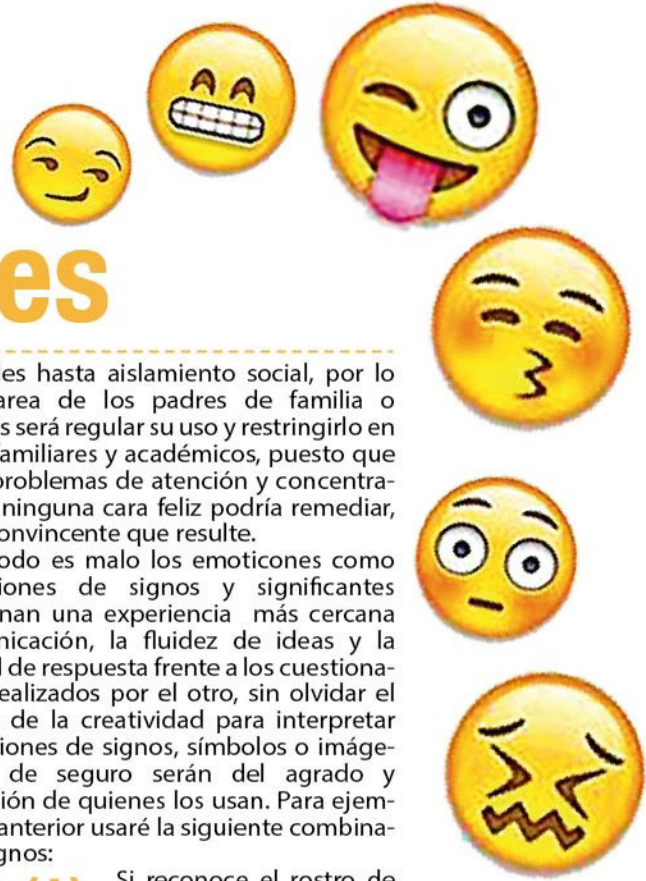 es
les hasta aislamiento social, por lo
area de los padres de familia o
s será regular su uso y restringirlo en
amiliares y académicos, puesto que
problemas de atención y concentra-
ninguna cara feliz podría remediar,
onvincente que resulte.
odo es malo los emoticones como
iones de signos y significantes
nan una experiencia más cercana
nicación, la fluidez de ideas y la
d de respuesta frente a los cuestiona-
ealizados por el otro, sin olvidar el
de la creatividad para interpretar
iones de signos, símbolos o imáge-
de seguro serán del agrado y
ión de quienes los usan. Para ejem-
anterior usaré la siguiente combina-
gnos:
Si reconoce el rostro de